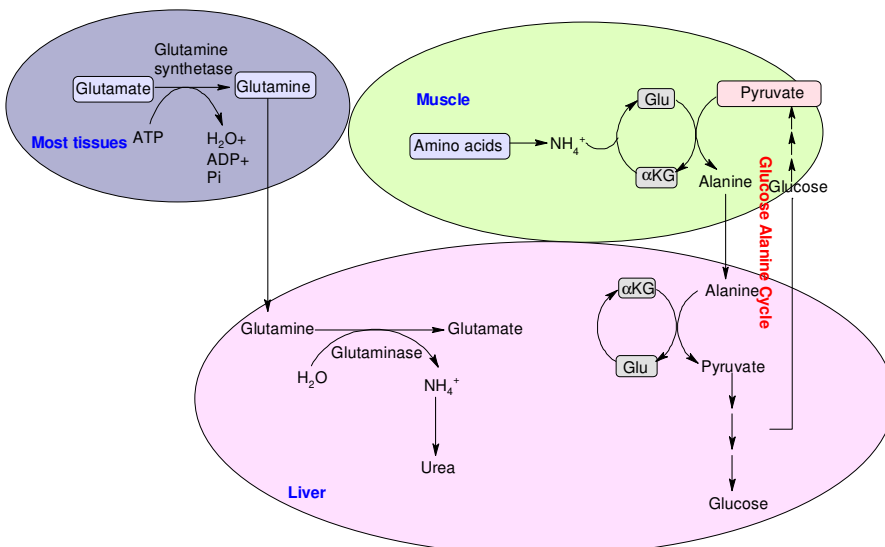 Glutamine
synthetase
Glutamate
Glutamine
ATP
H₂O+
ADP+
Pi
Most tissues
Muscle
Amino acids
NH₄⁺
Glu
αKG
Pyruvate
Alanine
Glucose
Glucose Alanine Cycle
Glutamine
Glutamate
Glutaminase
H₂O
NH₄⁺
Urea
αKG
Glu
Alanine
Pyruvate
Glucose
Liver